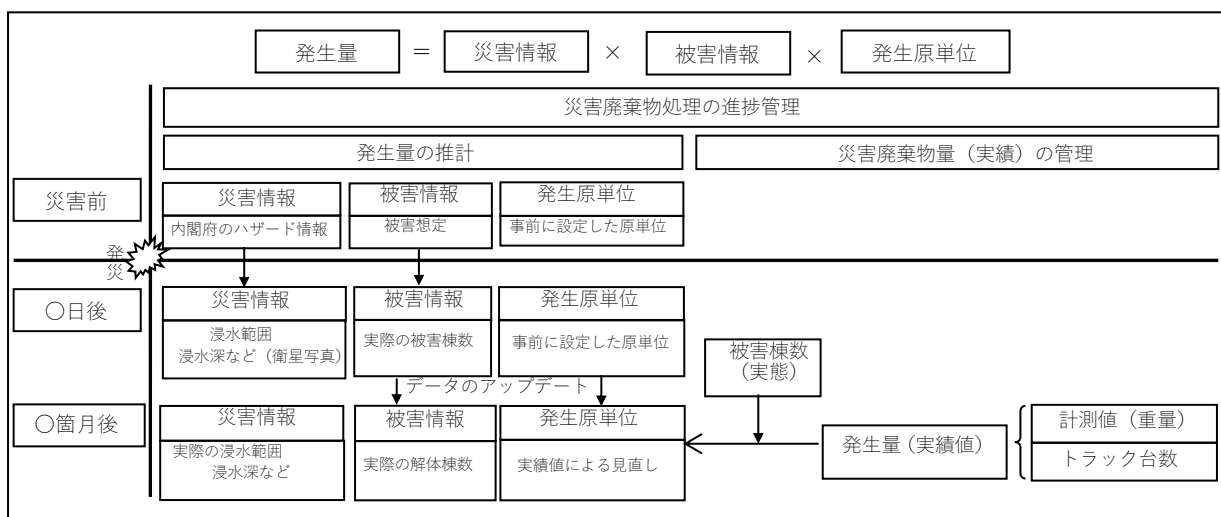 発生量 = 災害情報 × 被害情報 × 発生原単位
災害廃棄物処理の進捗管理
発生量の推計
災害廃棄物量（実績）の管理
災害前
災害情報
内閣府のハザード情報
被害情報
被害想定
発生原単位
事前に設定した原単位
発災
〇日後
災害情報
浸水範囲
浸水深など（衛星写真）
被害情報
実際の被害棟数
発生原単位
事前に設定した原単位
被害棟数
（実態）
データのアップデート
〇箇月後
災害情報
実際の浸水範囲
浸水深など
被害情報
実際の解体棟数
発生原単位
実績値による見直し
発生量（実績値）
計測値（重量）
トラック台数